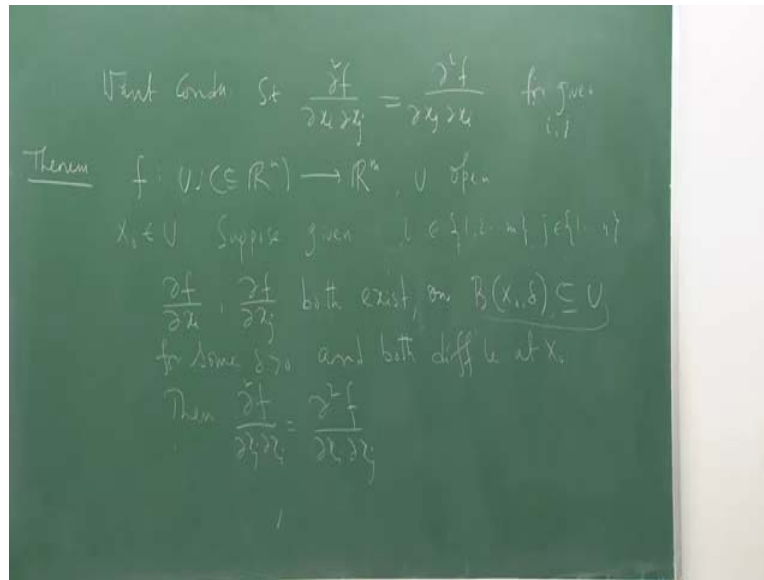 Want Condn St ∂²f/∂xᵢ∂xⱼ = ∂²f/∂xⱼ∂xᵢ for given i,j
Theorem f : U (⊆ ℝⁿ) → ℝᵐ, U open
X₀ ∈ U Suppose given i ∈ {1,2..m} j ∈ {1..n}
∂f/∂xᵢ, ∂f/∂xⱼ both exist, on B(X₀,δ) ⊆ U
for some δ>0 and both diff'ble at X₀
Then ∂²f/∂xⱼ∂xᵢ = ∂²f/∂xᵢ∂xⱼ